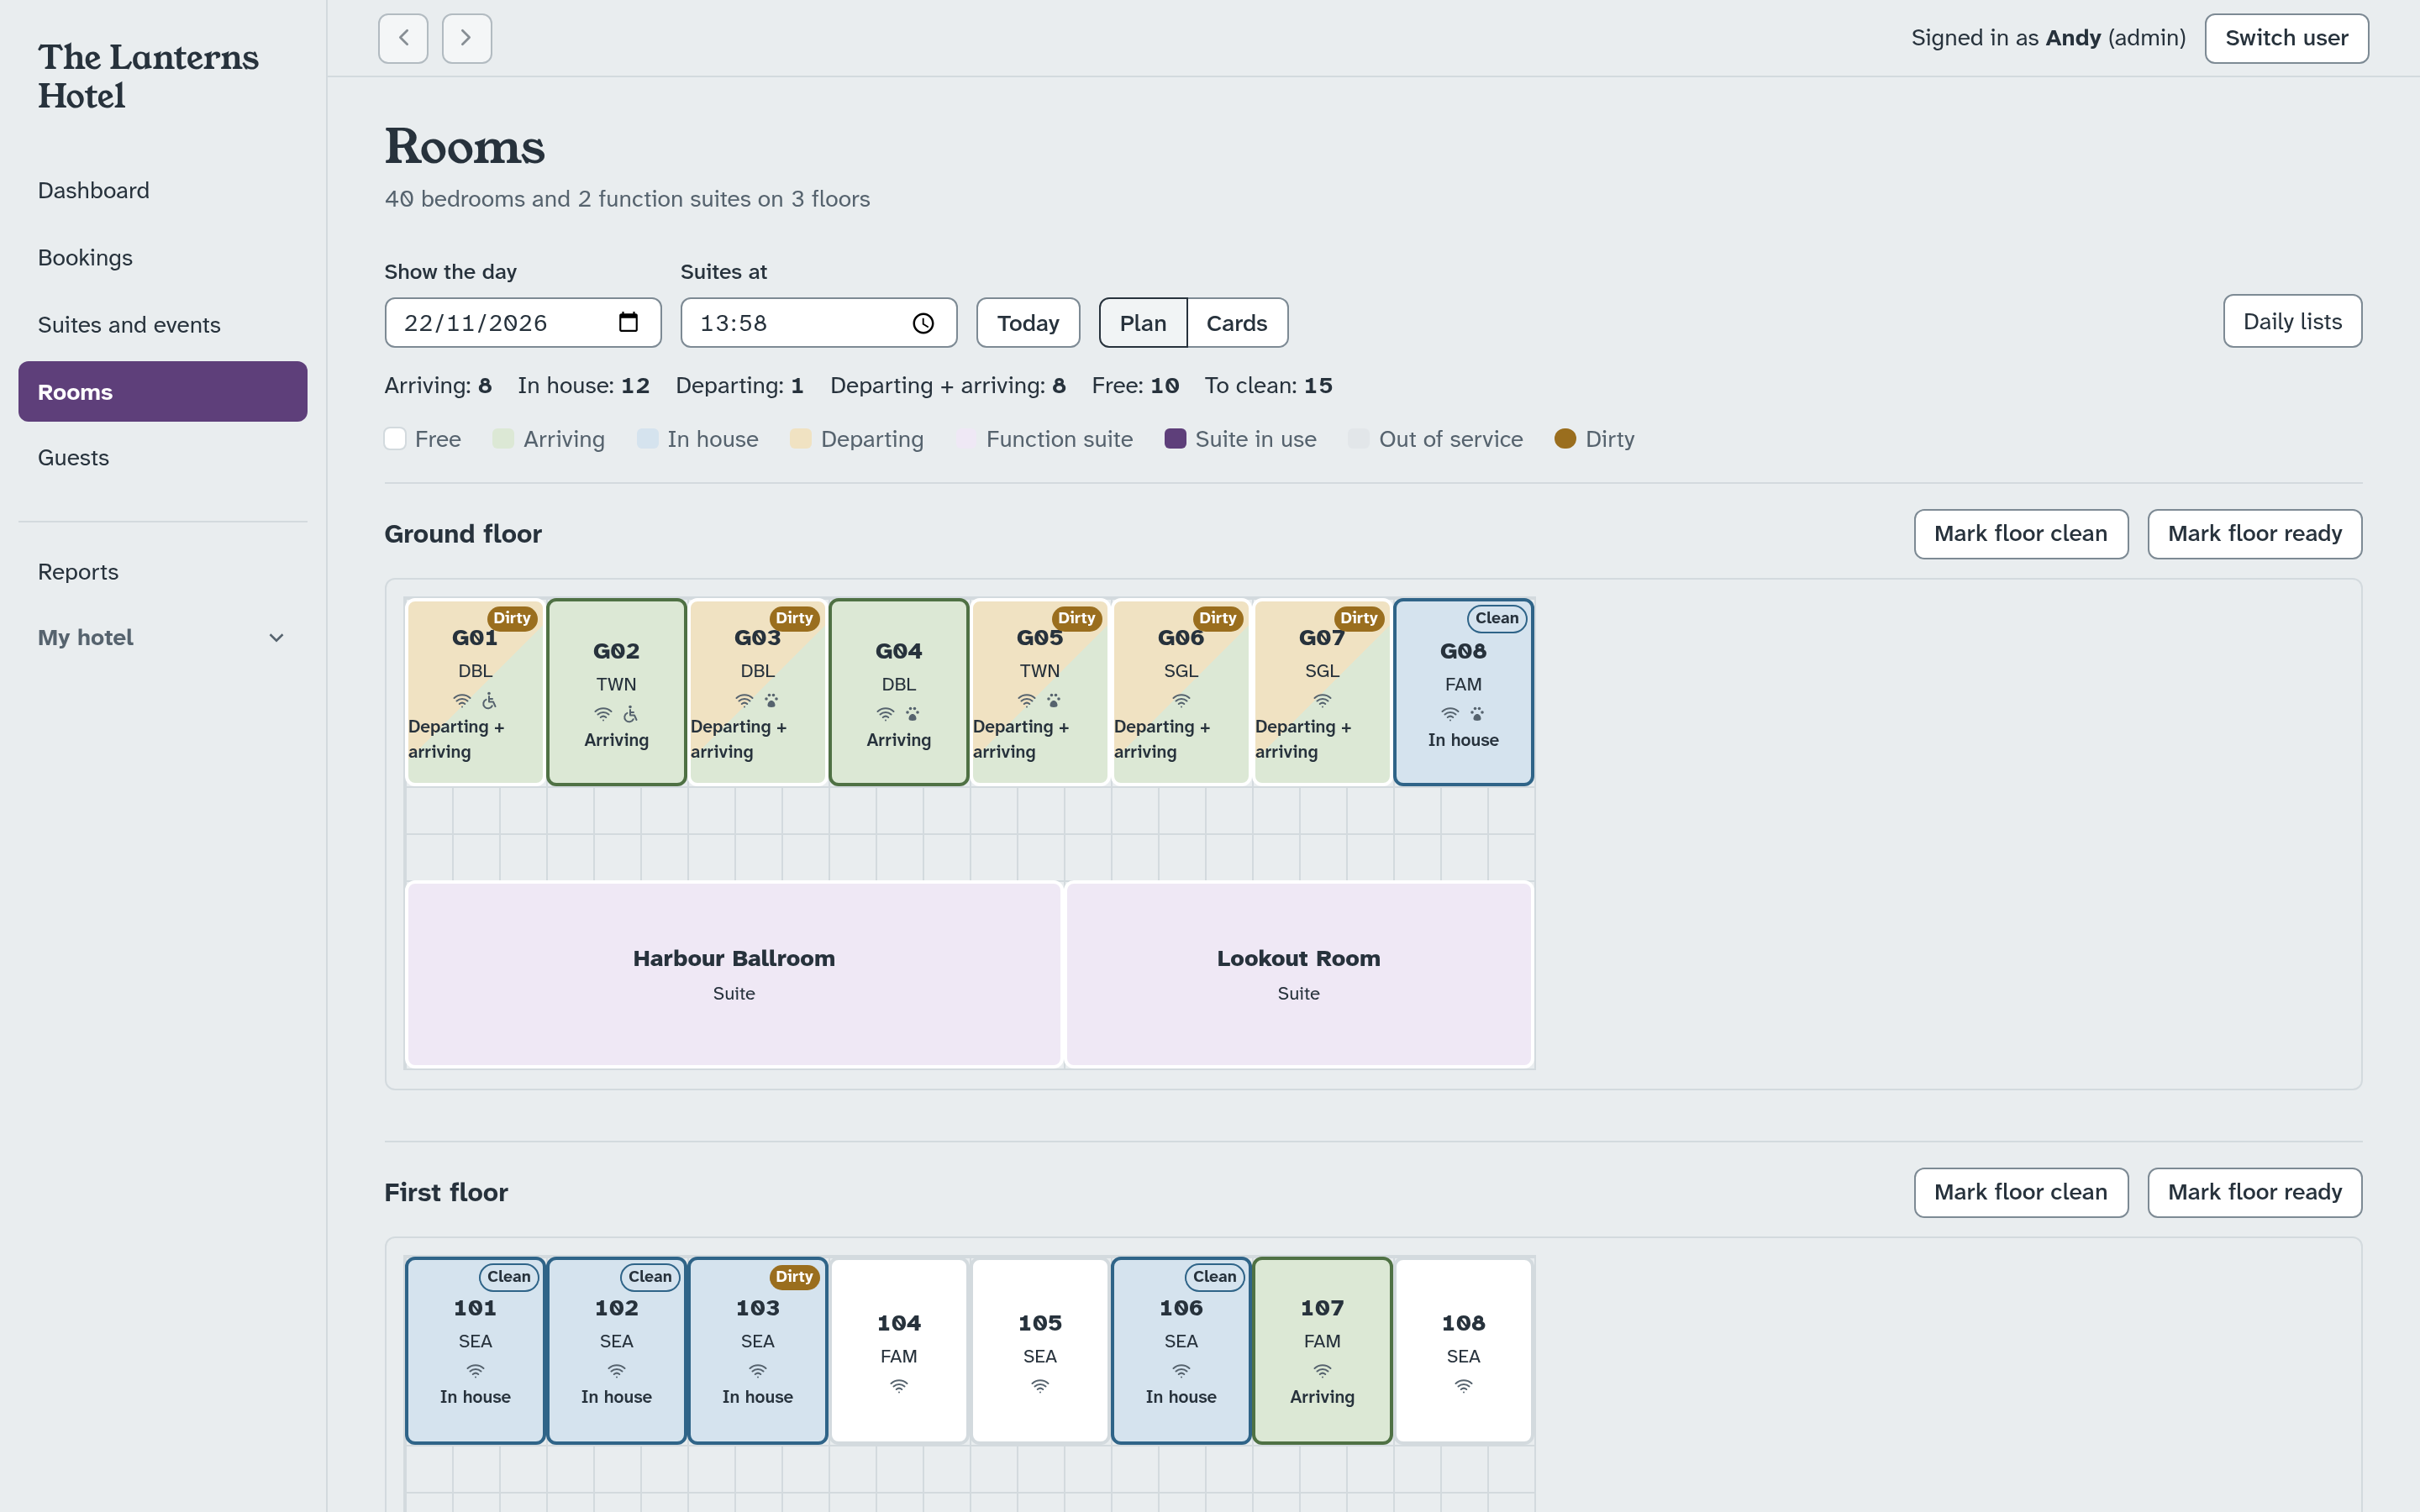 The Lanterns
Hotel
Dashboard
Bookings
Suites and events
Rooms
Guests
Reports
My hotel
Signed in as Andy (admin) Switch user
Rooms
40 bedrooms and 2 function suites on 3 floors
Show the day Suites at
22/11/2026 13:58 Today Plan Cards Daily lists
Arriving: 8 In house: 12 Departing: 1 Departing + arriving: 8 Free: 10 To clean: 15
Free Arriving In house Departing Function suite Suite in use Out of service Dirty
Ground floor Mark floor clean Mark floor ready
Dirty
G01
DBL
Departing +
arriving
G02
TWN
Arriving
Dirty
G03
DBL
Departing +
arriving
G04
DBL
Arriving
Dirty
G05
TWN
Departing +
arriving
Dirty
G06
SGL
Departing +
arriving
Dirty
G07
SGL
Departing +
arriving
Clean
G08
FAM
In house
Harbour Ballroom
Suite
Lookout Room
Suite
First floor Mark floor clean Mark floor ready
Clean
101
SEA
In house
Clean
102
SEA
In house
Dirty
103
SEA
In house
104
FAM
105
SEA
Clean
106
SEA
In house
107
FAM
Arriving
108
SEA